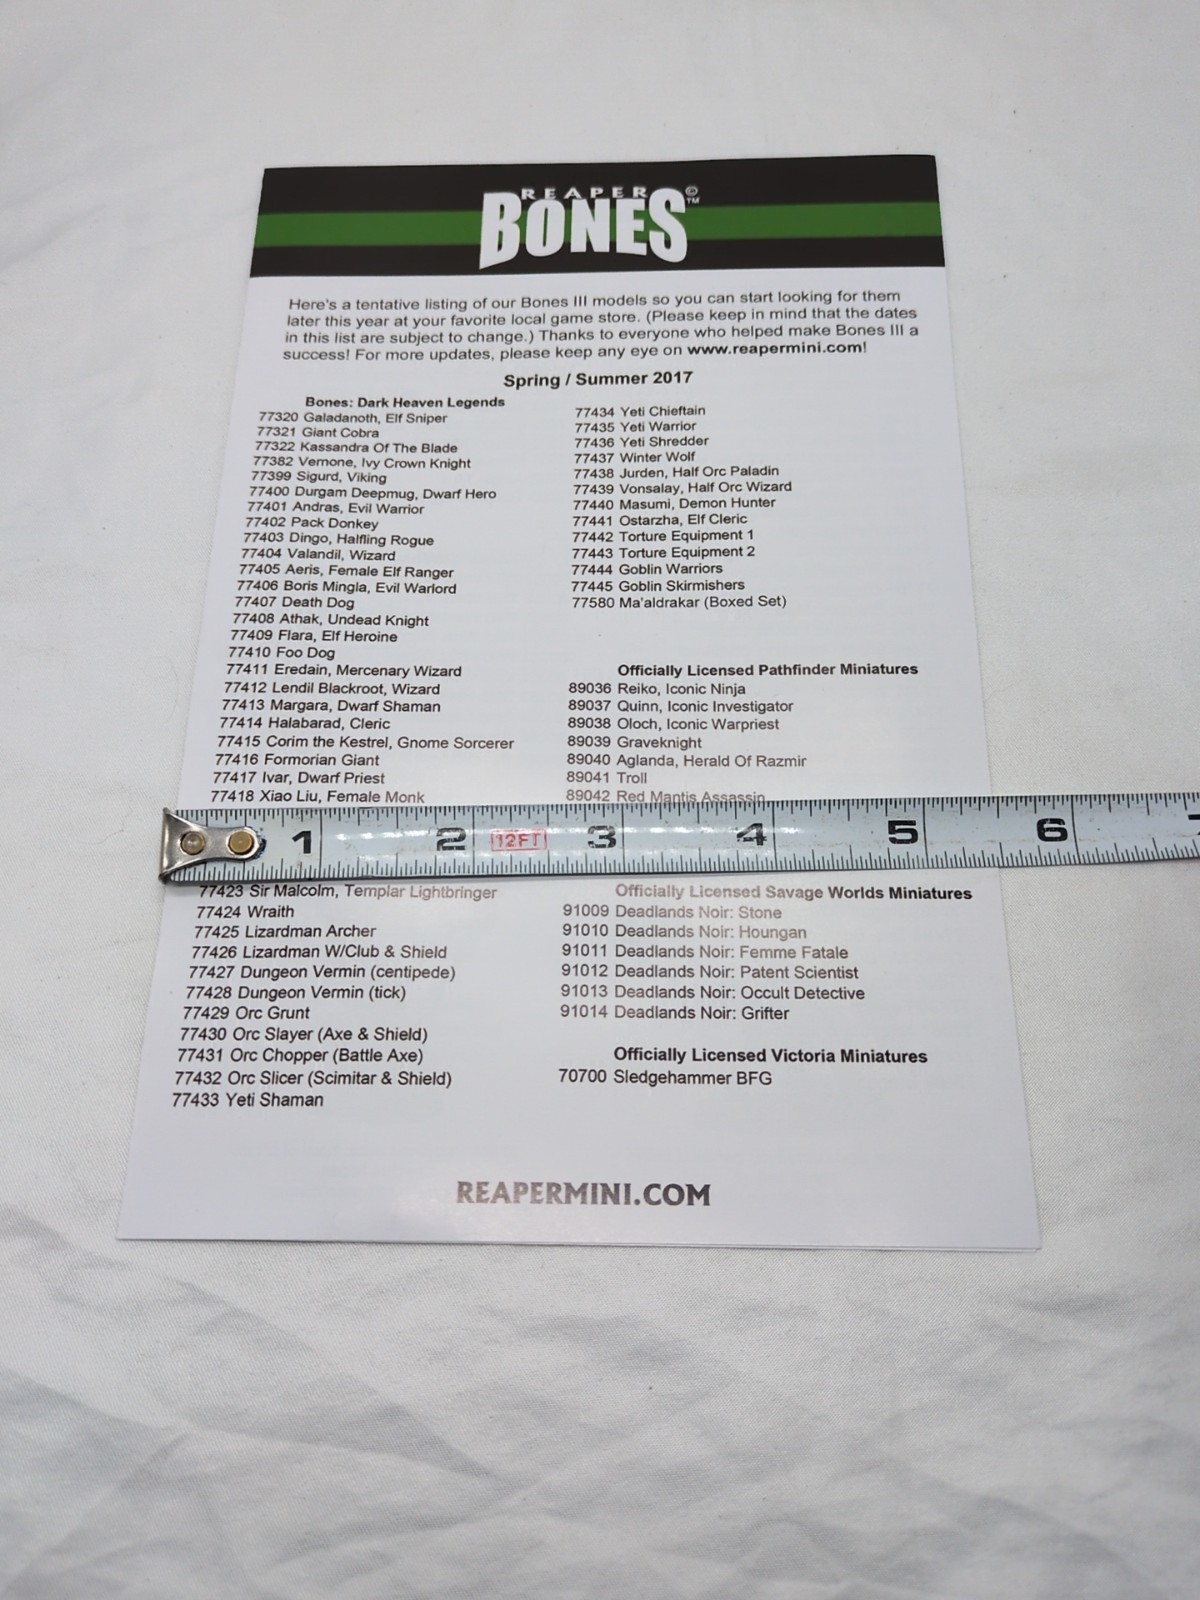 REAPER
BONES © ™
Here's a tentative listing of our Bones III models so you can start looking for them
later this year at your favorite local game store. (Please keep in mind that the dates
in this list are subject to change.) Thanks to everyone who helped make Bones III a
success! For more updates, please keep any eye on www.reapermini.com!
Spring / Summer 2017
Bones: Dark Heaven Legends
77320 Galadanoth, Elf Sniper
77321 Giant Cobra
77322 Kassandra Of The Blade
77382 Vernone, Ivy Crown Knight
77399 Sigurd, Viking
77400 Durgam Deepmug, Dwarf Hero
77401 Andras, Evil Warrior
77402 Pack Donkey
77403 Dingo, Halfling Rogue
77404 Valandil, Wizard
77405 Aeris, Female Elf Ranger
77406 Boris Mingla, Evil Warlord
77407 Death Dog
77408 Athak, Undead Knight
77409 Flara, Elf Heroine
77410 Foo Dog
77411 Eredain, Mercenary Wizard
77412 Lendil Blackroot, Wizard
77413 Margara, Dwarf Shaman
77414 Halabarad, Cleric
77415 Corim the Kestrel, Gnome Sorcerer
77416 Formorian Giant
77417 Ivar, Dwarf Priest
77418 Xiao Liu, Female Monk
77423 Sir Malcolm, Templar Lightbringer
77424 Wraith
77425 Lizardman Archer
77426 Lizardman W/Club & Shield
77427 Dungeon Vermin (centipede)
77428 Dungeon Vermin (tick)
77429 Orc Grunt
77430 Orc Slayer (Axe & Shield)
77431 Orc Chopper (Battle Axe)
77432 Orc Slicer (Scimitar & Shield)
77433 Yeti Shaman
77434 Yeti Chieftain
77435 Yeti Warrior
77436 Yeti Shredder
77437 Winter Wolf
77438 Jurden, Half Orc Paladin
77439 Vonsalay, Half Orc Wizard
77440 Masumi, Demon Hunter
77441 Ostarzha, Elf Cleric
77442 Torture Equipment 1
77443 Torture Equipment 2
77444 Goblin Warriors
77445 Goblin Skirmishers
77580 Ma'aldrakar (Boxed Set)
Officially Licensed Pathfinder Miniatures
89036 Reiko, Iconic Ninja
89037 Quinn, Iconic Investigator
89038 Oloch, Iconic Warpriest
89039 Graveknight
89040 Aglanda, Herald Of Razmir
89041 Troll
89042 Red Mantis Assassin
1 2 12FT 3 4 5 6 7
Officially Licensed Savage Worlds Miniatures
91009 Deadlands Noir: Stone
91010 Deadlands Noir: Houngan
91011 Deadlands Noir: Femme Fatale
91012 Deadlands Noir: Patent Scientist
91013 Deadlands Noir: Occult Detective
91014 Deadlands Noir: Grifter
Officially Licensed Victoria Miniatures
70700 Sledgehammer BFG
REAPERMINI.COM